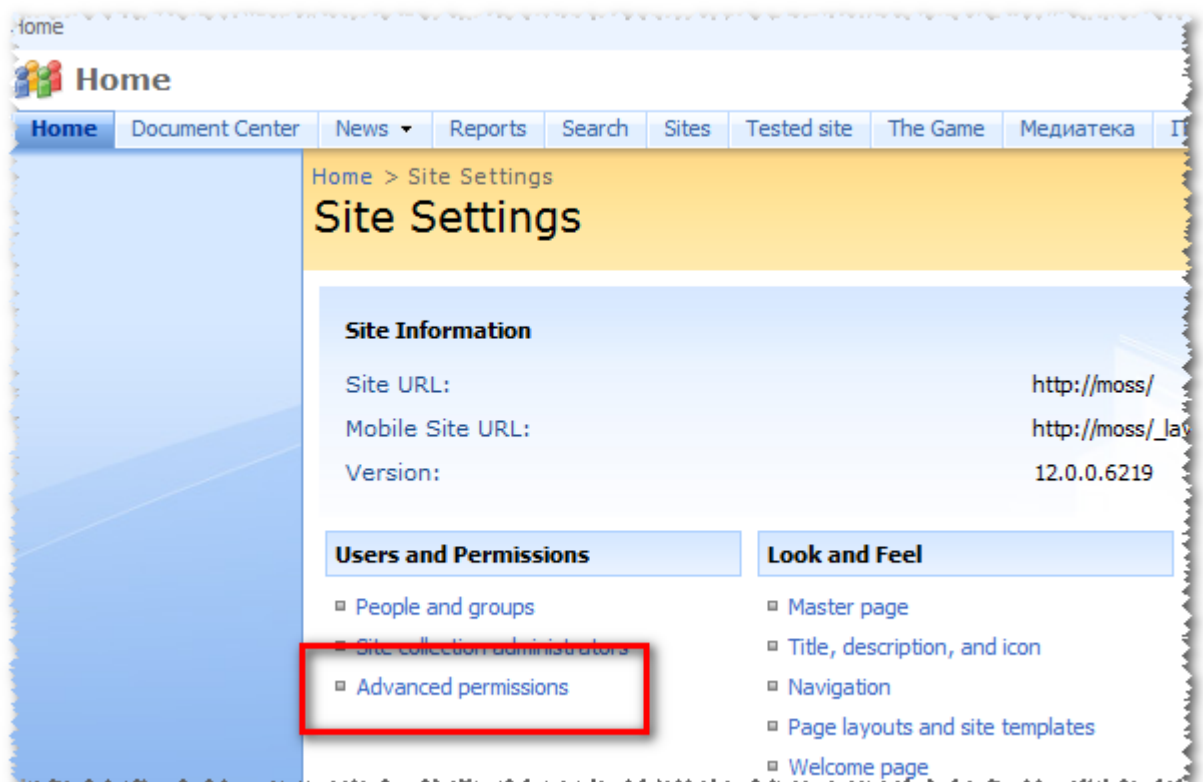 Home
Home
Home Document Center News Reports Search Sites Tested site The Game Медиатека
Home > Site Settings
Site Settings
Site Information
Site URL: http://moss/
Mobile Site URL: http://moss/_lay
Version: 12.0.0.6219
Users and Permissions
People and groups
Site collection administrators
Advanced permissions
Look and Feel
Master page
Title, description, and icon
Navigation
Page layouts and site templates
Welcome page